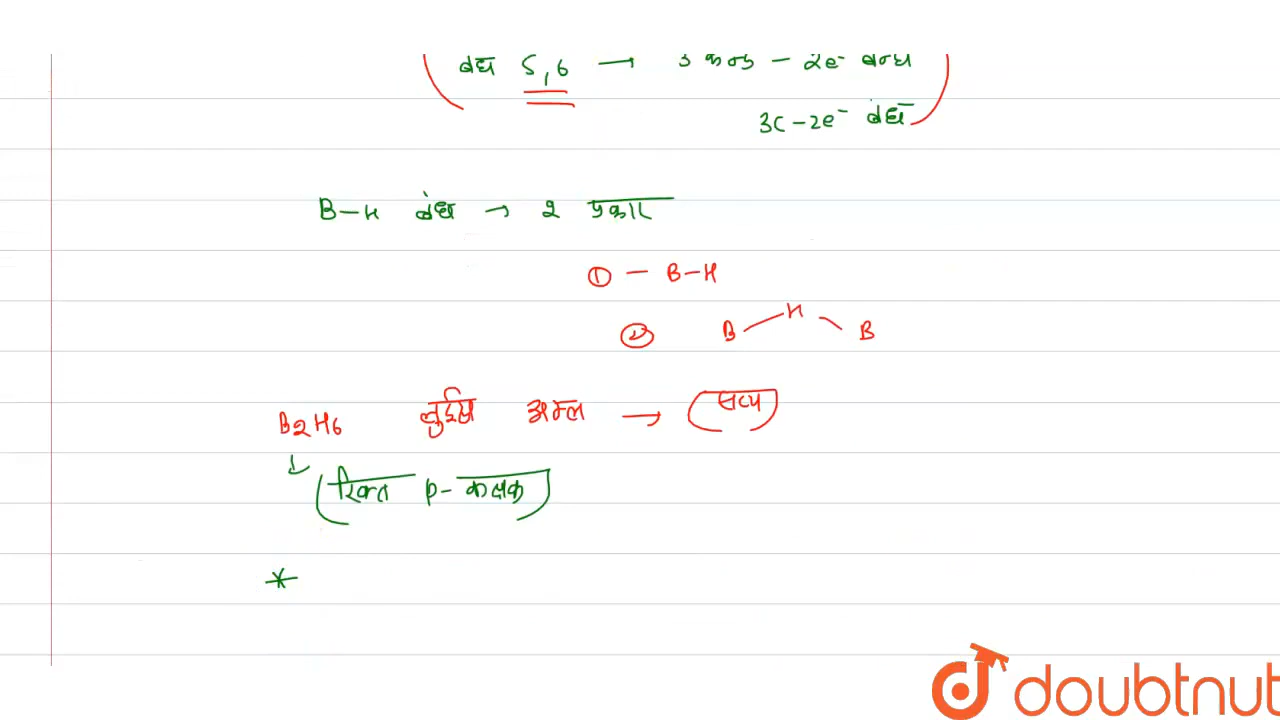 बंध 5,6 → 3 केन्द्र - 2e⁻ बन्ध
3c - 2e⁻ बंध
B-H बंध → 2 प्रकार
① - B-H
② B - H - B
B2H6 लुईस अम्ल → (सत्य)
↓
(रिक्त p- कक्षक)
*
doubtnut